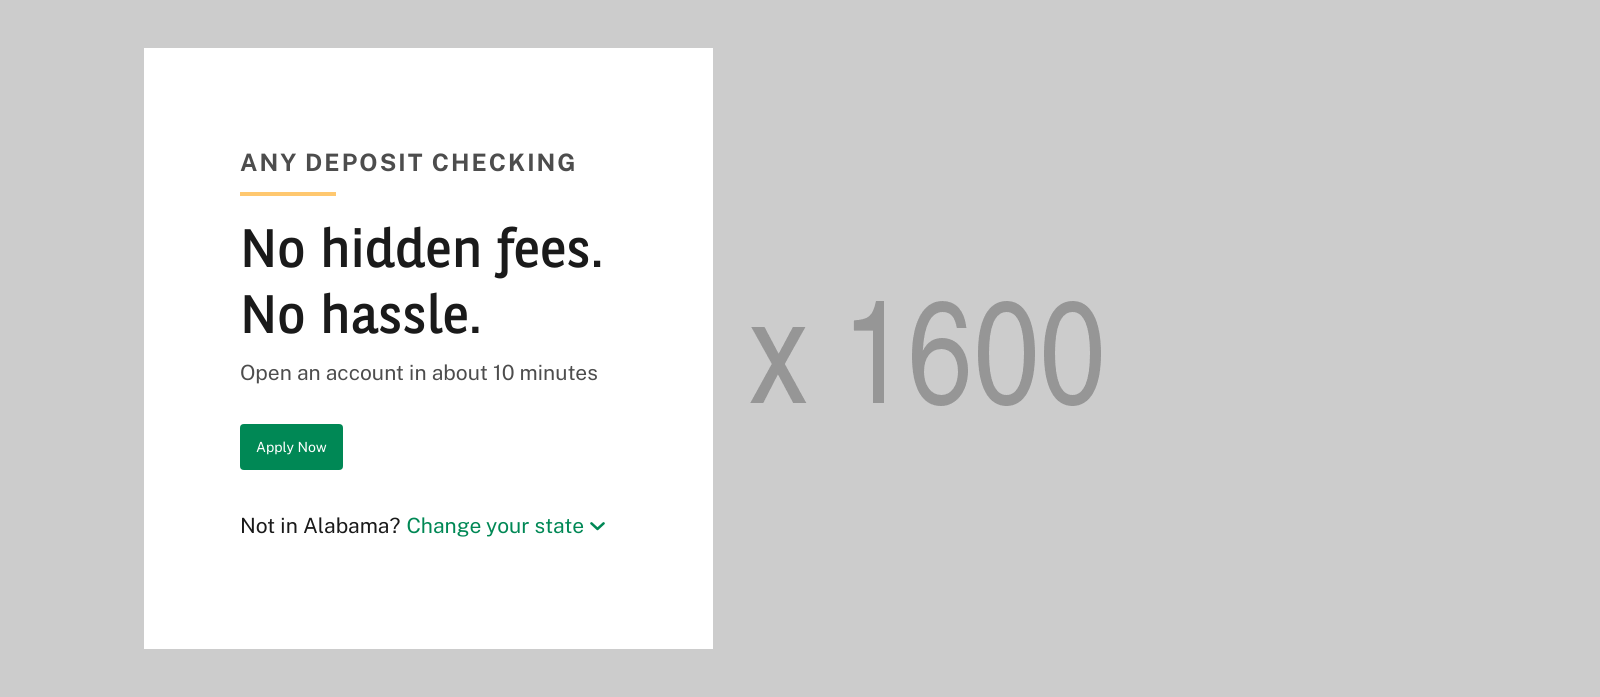 ANY DEPOSIT CHECKING
No hidden fees.
No hassle.
Open an account in about 10 minutes
Apply Now
Not in Alabama? Change your state
x 1600